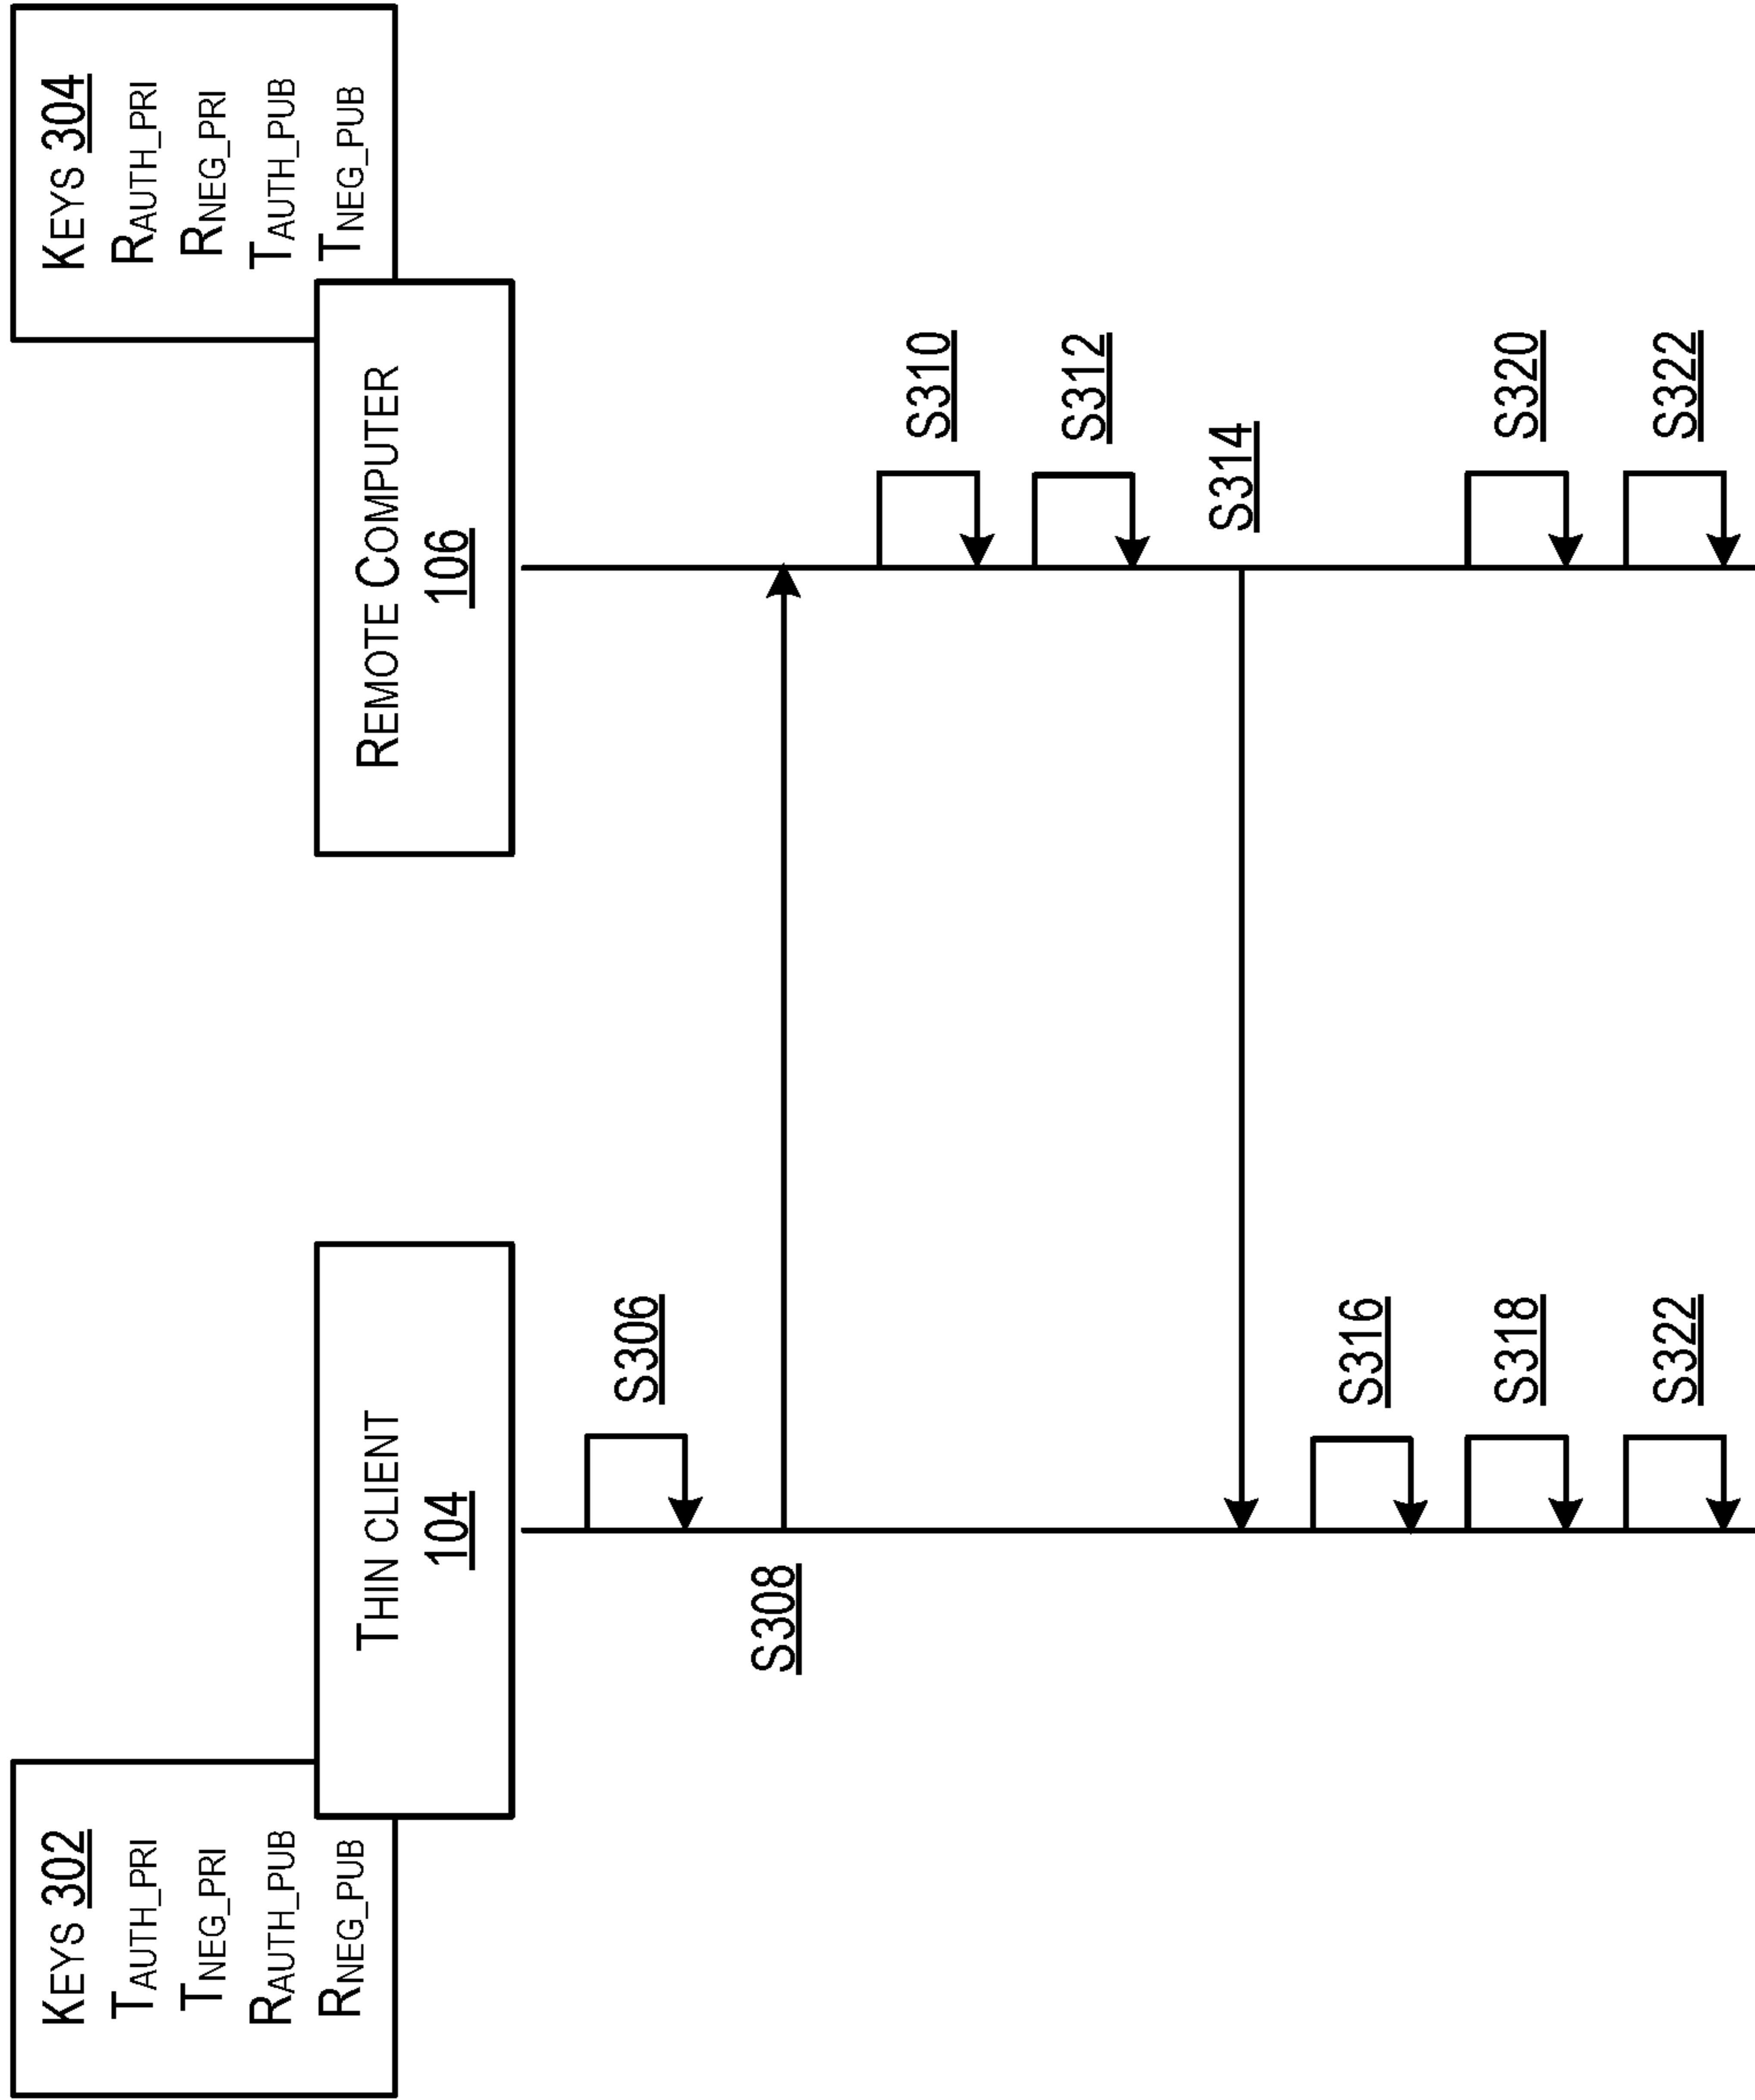 KEYS 302
TAUTH_PRI
TNEG_PRI
RAUTH_PUB
RNEG_PUB
THIN CLIENT
104
KEYS 304
RAUTH_PRI
RNEG_PRI
TAUTH_PUB
TNEG_PUB
REMOTE COMPUTER
106
S306
S308
S310
S312
S314
S316
S318
S320
S322
S322